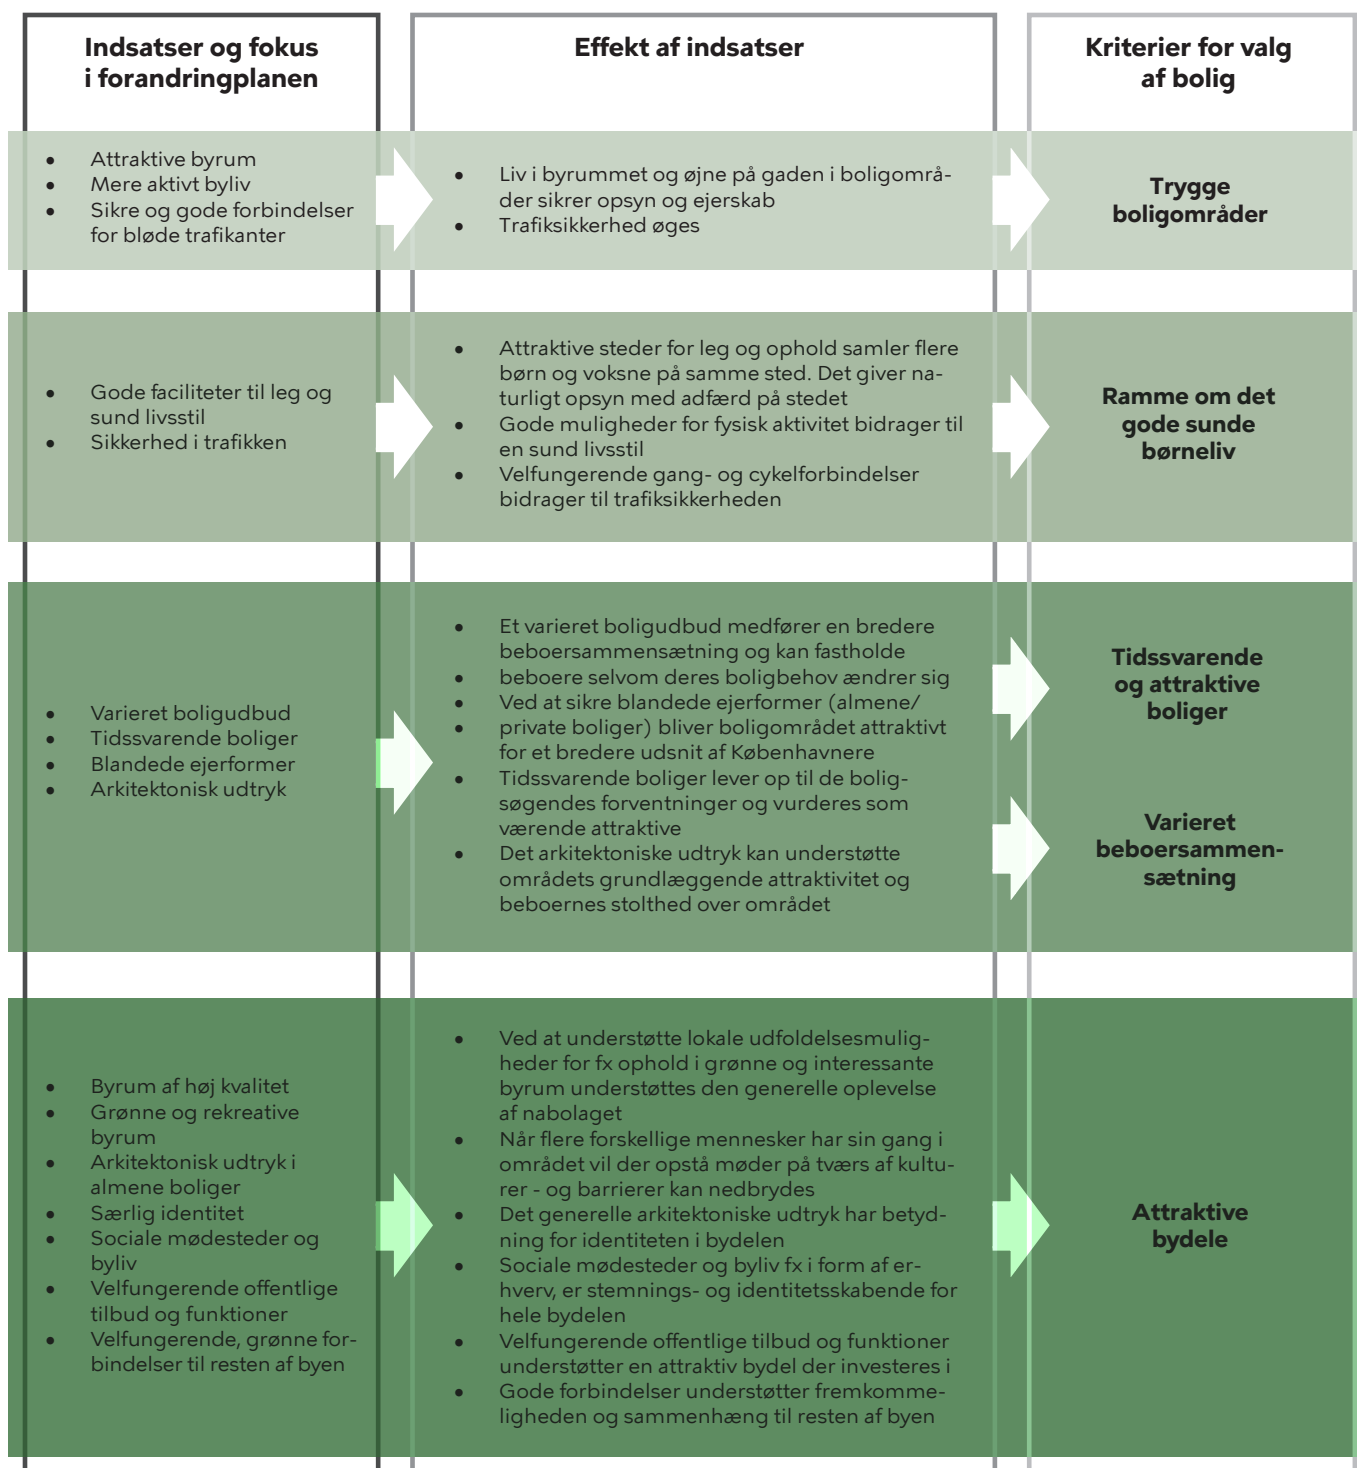 Indsatser og fokus
i forandringplanen
Effekt af indsatser
Kriterier for valg
af bolig
• Attraktive byrum
• Mere aktivt byliv
• Sikre og gode forbindelser
for bløde trafikanter
• Liv i byrummet og øjne på gaden i boligområ-
der sikrer opsyn og ejerskab
• Trafiksikkerhed øges
Trygge
boligområder
• Gode faciliteter til leg og
sund livsstil
• Sikkerhed i trafikken
• Attraktive steder for leg og ophold samler flere
børn og voksne på samme sted. Det giver na-
turligt opsyn med adfærd på stedet
• Gode muligheder for fysisk aktivitet bidrager til
en sund livsstil
• Velfungerende gang- og cykelforbindelser
bidrager til trafiksikkerheden
Ramme om det
gode sunde
børneliv
• Varieret boligudbud
• Tidssvarende boliger
• Blandede ejerformer
• Arkitektonisk udtryk
• Et varieret boligudbud medfører en bredere
beboersammensætning og kan fastholde
• beboere selvom deres boligbehov ændrer sig
• Ved at sikre blandede ejerformer (almene/
• private boliger) bliver boligområdet attraktivt
for et bredere udsnit af Københavnere
• Tidssvarende boliger lever op til de bolig-
søgendes forventninger og vurderes som
værende attraktive
• Det arkitektoniske udtryk kan understøtte
områdets grundlæggende attraktivitet og
beboernes stolthed over området
Tidssvarende
og attraktive
boliger
Varieret
beboersammen-
sætning
• Byrum af høj kvalitet
• Grønne og rekreative
byrum
• Arkitektonisk udtryk i
almene boliger
• Særlig identitet
• Sociale mødesteder og
byliv
• Velfungerende offentlige
tilbud og funktioner
• Velfungerende, grønne for-
bindelser til resten af byen
• Ved at understøtte lokale udfoldelsesmulig-
heder for fx ophold i grønne og interessante
byrum understøttes den generelle oplevelse
af nabolaget
• Når flere forskellige mennesker har sin gang i
området vil der opstå møder på tværs af kultu-
rer - og barrierer kan nedbrydes
• Det generelle arkitektoniske udtryk har betyd-
ning for identiteten i bydelen
• Sociale mødesteder og byliv fx i form af er-
hverv, er stemnings- og identitetsskabende for
hele bydelen
• Velfungerende offentlige tilbud og funktioner
understøtter en attraktiv bydel der investeres i
• Gode forbindelser understøtter fremkomme-
ligheden og sammenhæng til resten af byen
Attraktive
bydele